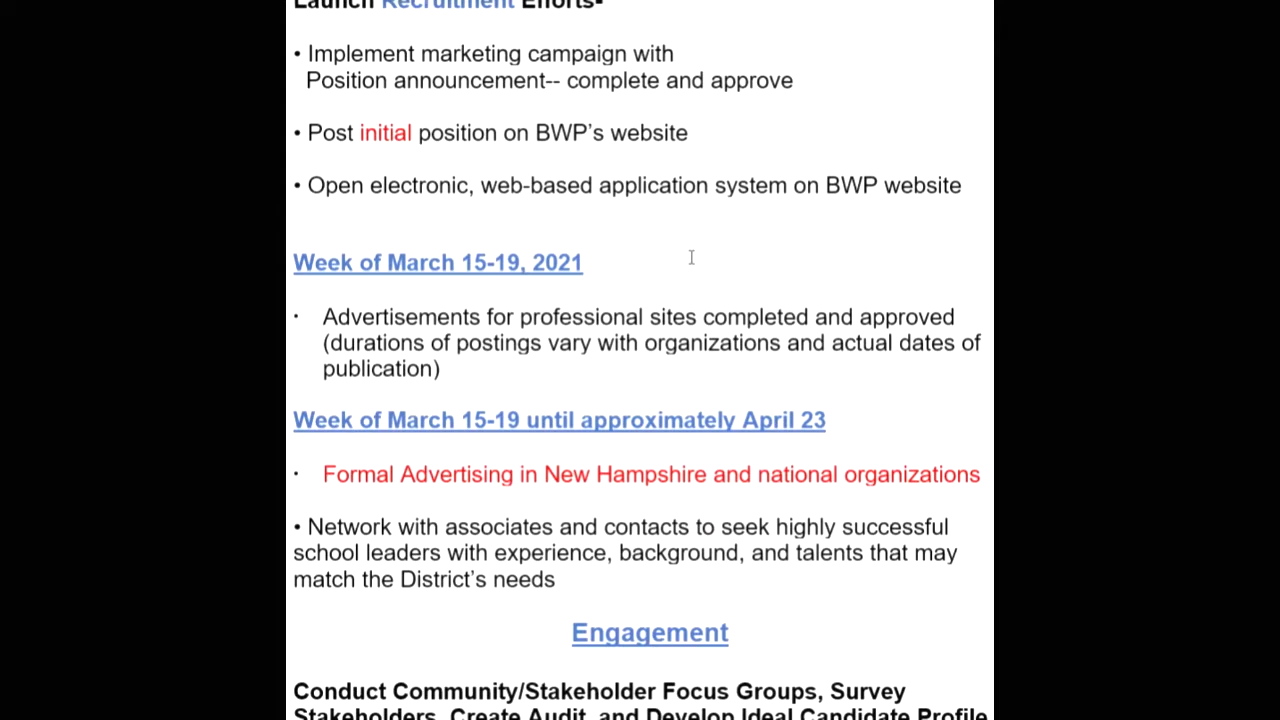 Launch Recruitment Efforts-
• Implement marketing campaign with
Position announcement-- complete and approve
• Post initial position on BWP's website
• Open electronic, web-based application system on BWP website
Week of March 15-19, 2021
· Advertisements for professional sites completed and approved
(durations of postings vary with organizations and actual dates of
publication)
Week of March 15-19 until approximately April 23
· Formal Advertising in New Hampshire and national organizations
• Network with associates and contacts to seek highly successful
school leaders with experience, background, and talents that may
match the District's needs
Engagement
Conduct Community/Stakeholder Focus Groups, Survey
Stakeholders, Create Audit, and Develop Ideal Candidate Profile